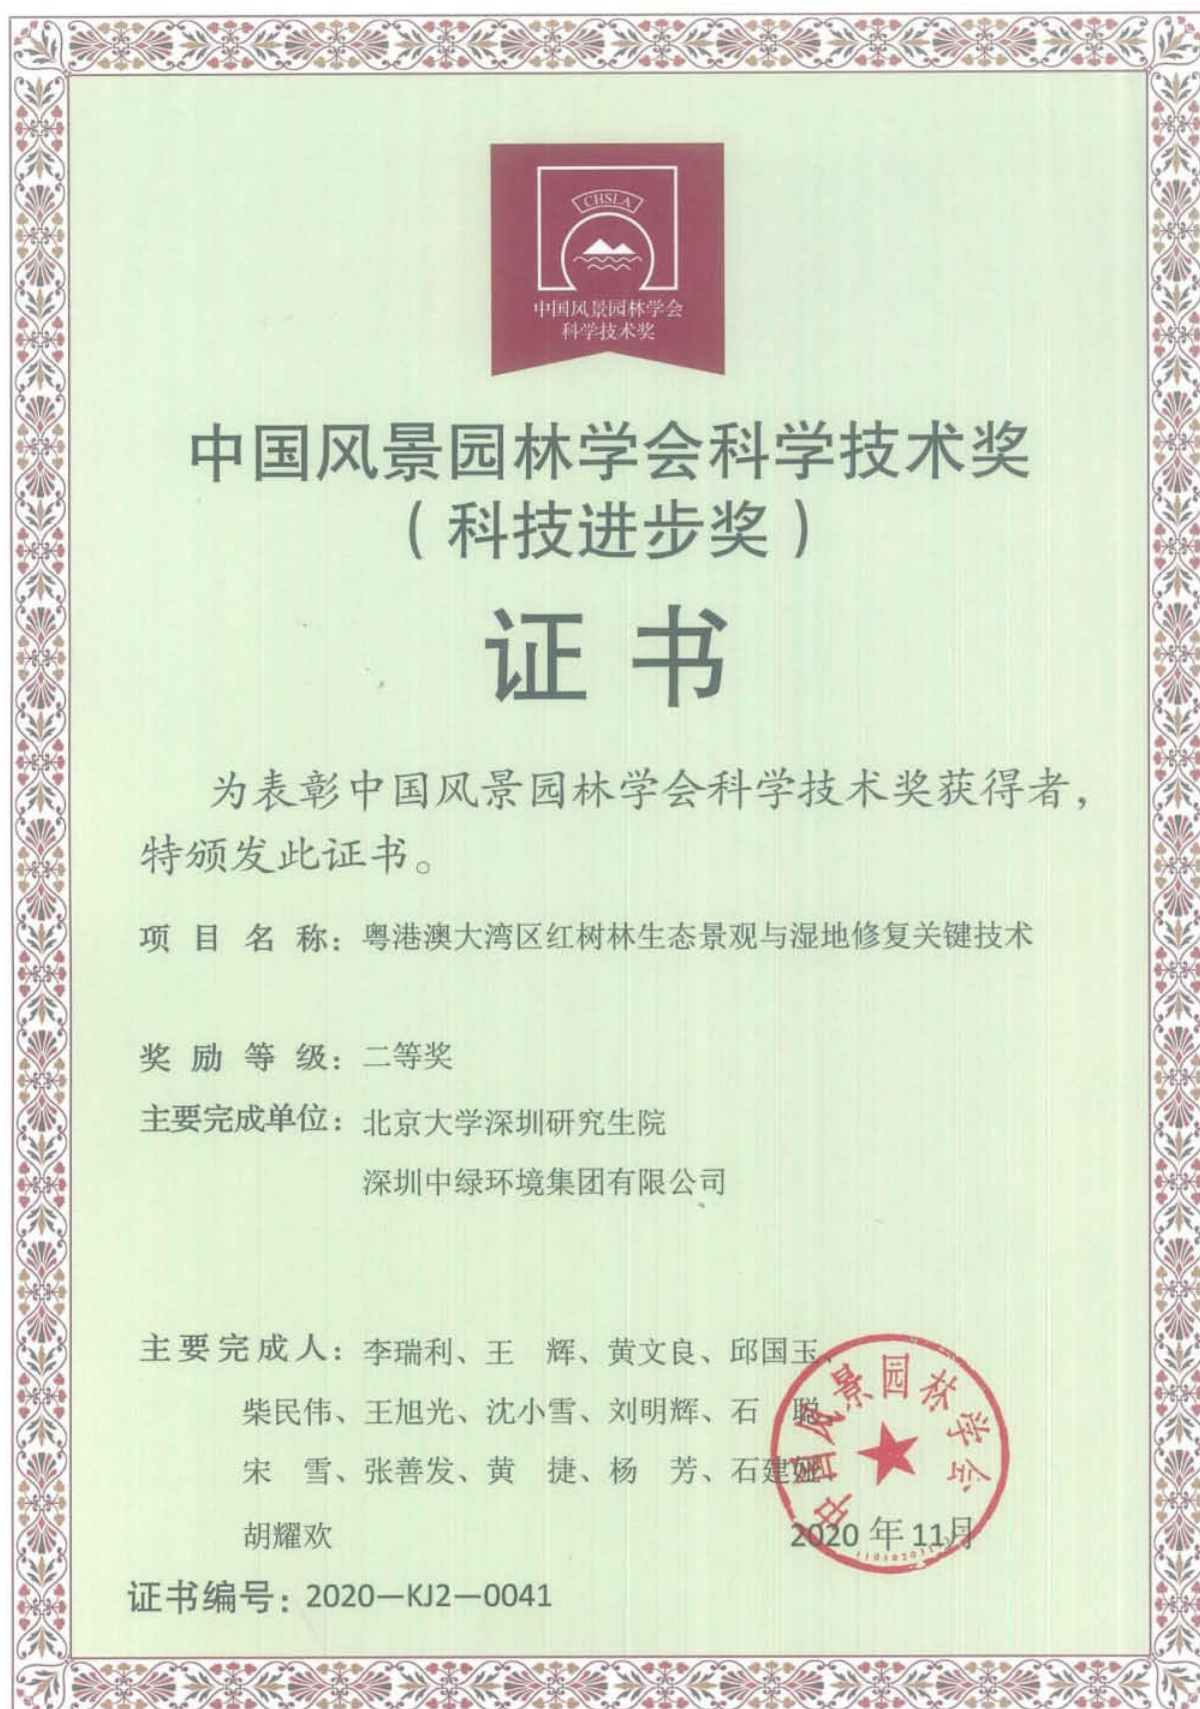 CHSLA
中国风景园林学会
科学技术奖
中国风景园林学会科学技术奖
(科技进步奖)
证书
为表彰中国风景园林学会科学技术奖获得者,
特颁发此证书。
项目名称:粤港澳大湾区红树林生态景观与湿地修复关键技术
奖励等级:二等奖
主要完成单位:北京大学深圳研究生院
深圳中绿环境集团有限公司
主要完成人:李瑞利、王 辉、黄文良、邱国玉、
柴民伟、王旭光、沈小雪、刘明辉、石 聪
宋 雪、张善发、黄 捷、杨 芳、石建
胡耀欢
中国风景园林学会
2020年11月
证书编号:2020—KJ2—0041